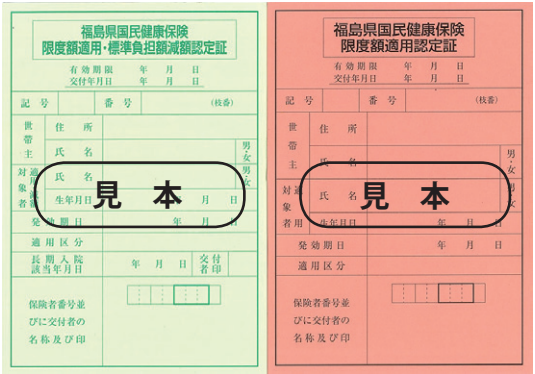 福島県国民健康保険
限度額適用・標準負担額減額認定証
有効期限 年 月 日
交付年月日 年 月 日
記号 番号 (枝番)
世帯主
住所
氏名
男・女
対象者
氏名
男・女
見本
生年月日 月 日
発効期日 年 月 日
適用区分
長期入院
該当年月日
年 月 日
交付
者印
保険者番号並
びに交付者の
名称及び印
福島県国民健康保険
限度額適用認定証
有効期限 年 月 日
交付年月日 年 月 日
記号 番号 (枝番)
世帯主
住所
氏名
男・女
対象者
氏名
男・女
見本
生年月日 月 日
発効期日 年 月 日
適用区分
保険者番号並
びに交付者の
名称及び印